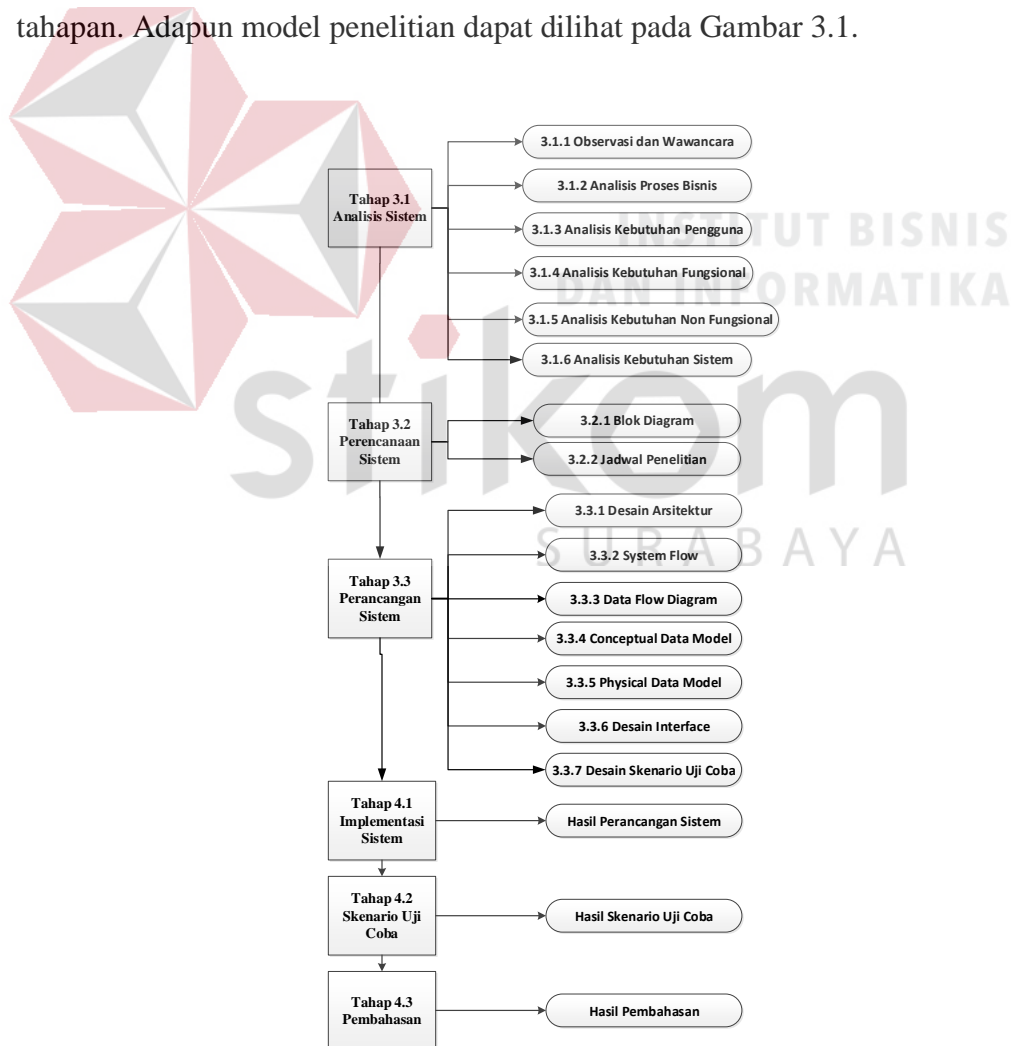 tahapan. Adapun model penelitian dapat dilihat pada Gambar 3.1.
Tahap 3.1
Analisis Sistem
3.1.1 Observasi dan Wawancara
3.1.2 Analisis Proses Bisnis
3.1.3 Analisis Kebutuhan Pengguna
3.1.4 Analisis Kebutuhan Fungsional
3.1.5 Analisis Kebutuhan Non Fungsional
3.1.6 Analisis Kebutuhan Sistem
INSTITUT BISNIS
DAN INFORMATIKA
stikom
SURABAYA
Tahap 3.2
Perencanaan
Sistem
3.2.1 Blok Diagram
3.2.2 Jadwal Penelitian
Tahap 3.3
Perancangan
Sistem
3.3.1 Desain Arsitektur
3.3.2 System Flow
3.3.3 Data Flow Diagram
3.3.4 Conceptual Data Model
3.3.5 Physical Data Model
3.3.6 Desain Interface
3.3.7 Desain Skenario Uji Coba
Tahap 4.1
Implementasi
Sistem
Hasil Perancangan Sistem
Tahap 4.2
Skenario Uji
Coba
Hasil Skenario Uji Coba
Tahap 4.3
Pembahasan
Hasil Pembahasan